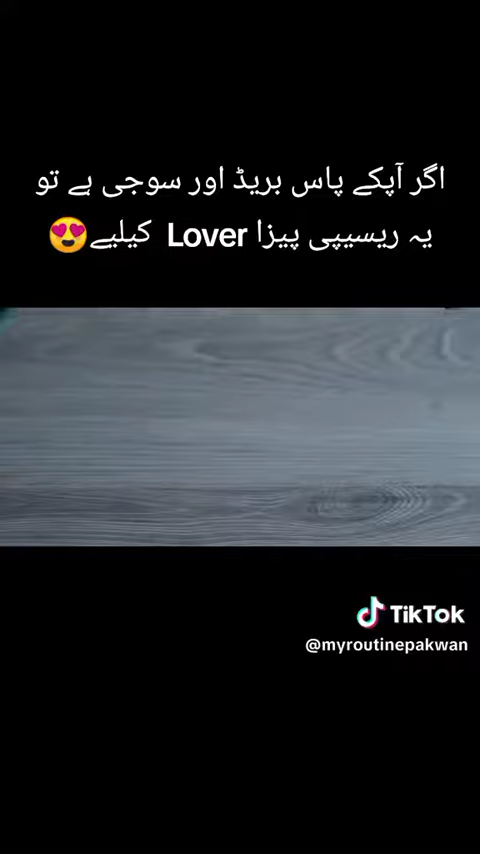 اگر آپکے پاس بریڈ اور سوجی ہے تو
یہ ریسیپی پیزا Lover کیلیے😍
TikTok
@myroutinepakwan